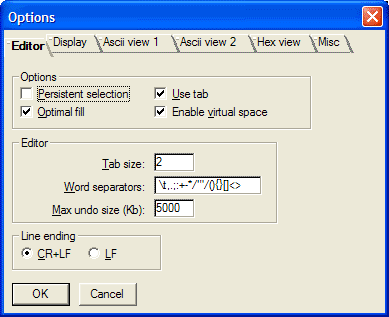 Options
Editor Display Ascii view 1 Ascii view 2 Hex view Misc
Options
Persistent selection Use tab
Optimal fill Enable virtual space
Editor
Tab size: 2
Word separators: \t,.;:+-*/'"/(){}[]<>
Max undo size (Kb): 5000
Line ending
CR+LF LF
OK Cancel